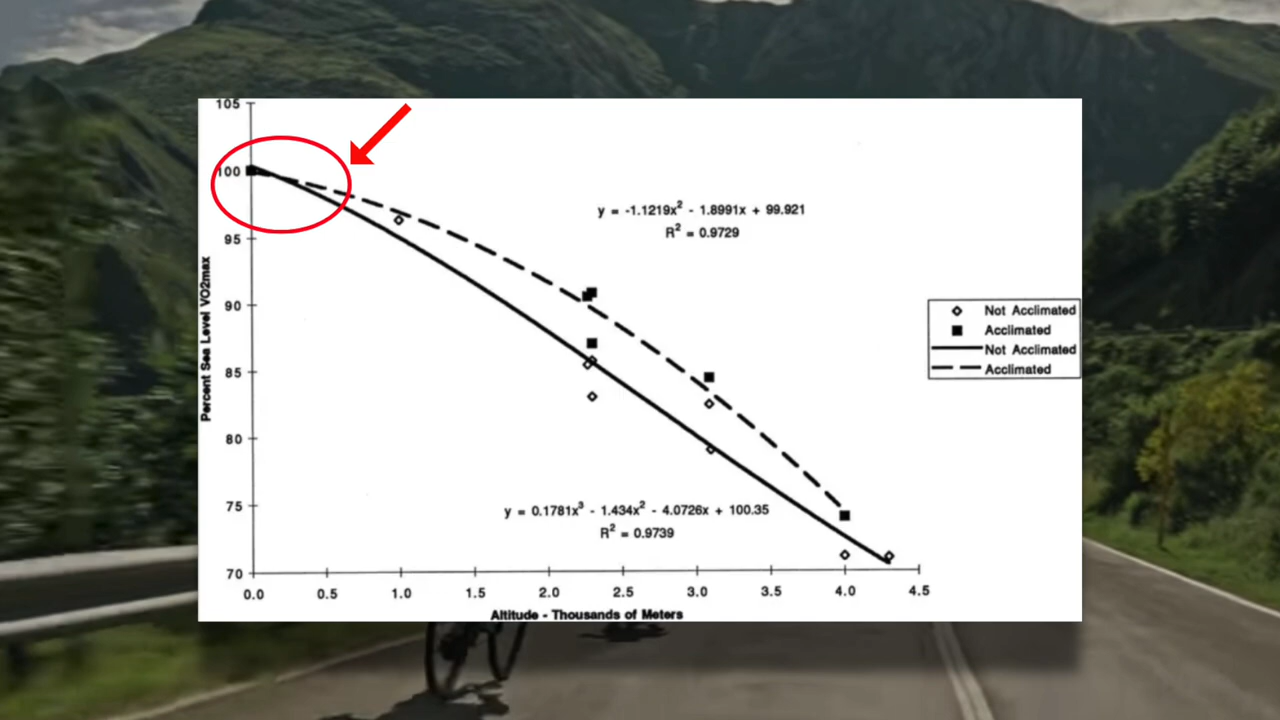 105
100
95
90
85
80
75
70
Percent Sea Level VO2max
y = -1.1219x² - 1.8991x + 99.921
R² = 0.9729
Not Acclimated
Acclimated
Not Acclimated
Acclimated
y = 0.1781x³ - 1.434x² - 4.0726x + 100.35
R² = 0.9739
0.0 0.5 1.0 1.5 2.0 2.5 3.0 3.5 4.0 4.5
Altitude - Thousands of Meters